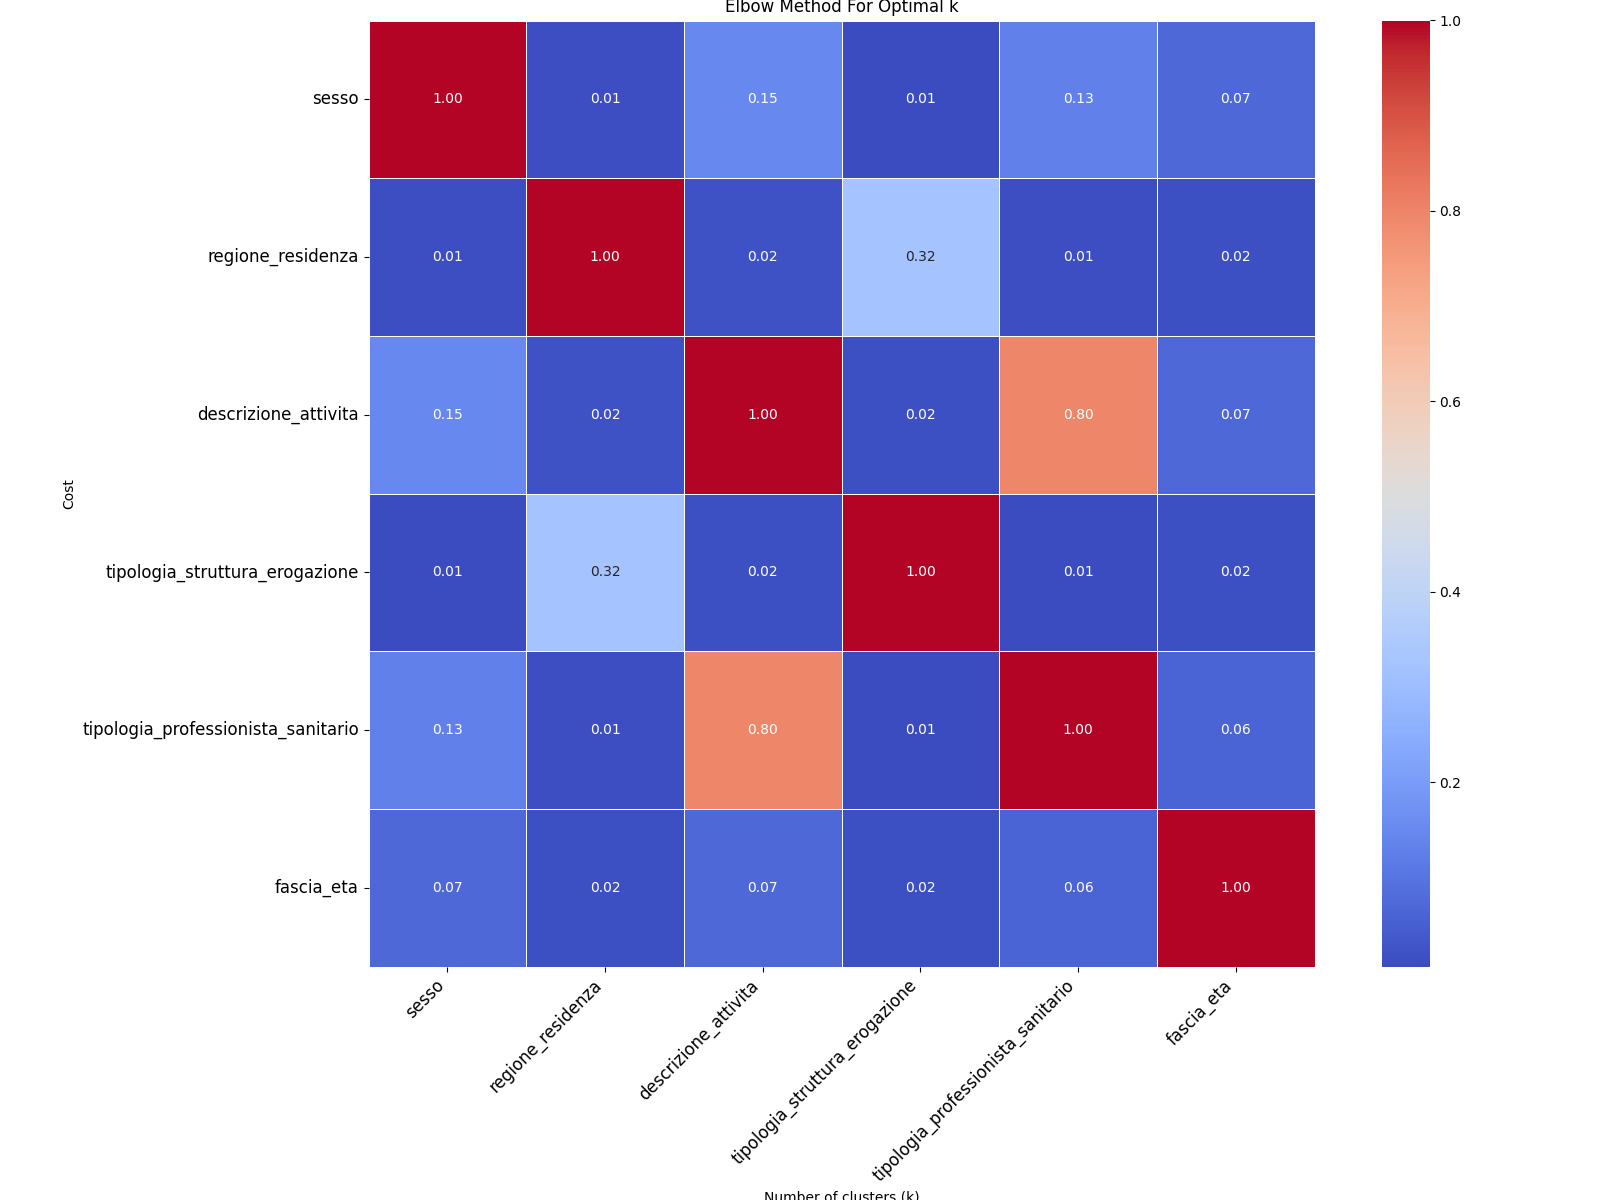 Elbow Method For Optimal k
sesso
1.00 0.01 0.15 0.01 0.13 0.07
regione_residenza
0.01 1.00 0.02 0.32 0.01 0.02
descrizione_attivita
0.15 0.02 1.00 0.02 0.80 0.07
tipologia_struttura_erogazione
0.01 0.32 0.02 1.00 0.01 0.02
tipologia_professionista_sanitario
0.13 0.01 0.80 0.01 1.00 0.06
fascia_eta
0.07 0.02 0.07 0.02 0.06 1.00
Cost
sesso
regione_residenza
descrizione_attivita
tipologia_struttura_erogazione
tipologia_professionista_sanitario
fascia_eta
Number of clusters (k)
1.0
0.8
0.6
0.4
0.2